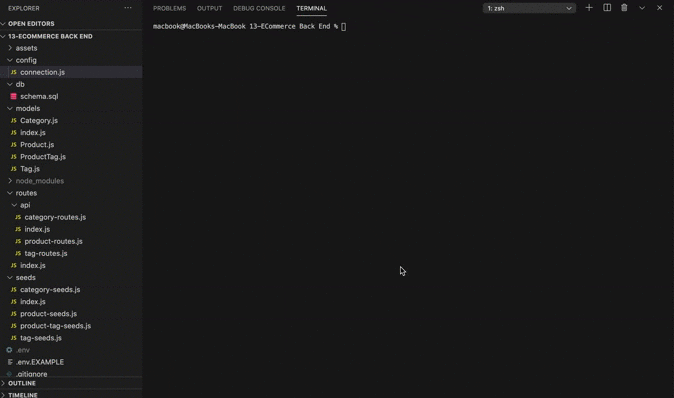 EXPLORER
PROBLEMS OUTPUT DEBUG CONSOLE TERMINAL 1: zsh
OPEN EDITORS
13-ECOMMERCE BACK END
macbook@MacBooks-MacBook 13-ECommerce Back End %
assets
config
JS connection.js
db
schema.sql
models
JS Category.js
JS index.js
JS Product.js
JS ProductTag.js
JS Tag.js
node_modules
routes
api
JS category-routes.js
JS index.js
JS product-routes.js
JS tag-routes.js
JS index.js
seeds
JS category-seeds.js
JS index.js
JS product-seeds.js
JS product-tag-seeds.js
JS tag-seeds.js
.env
.env.EXAMPLE
.gitignore
OUTLINE
TIMELINE